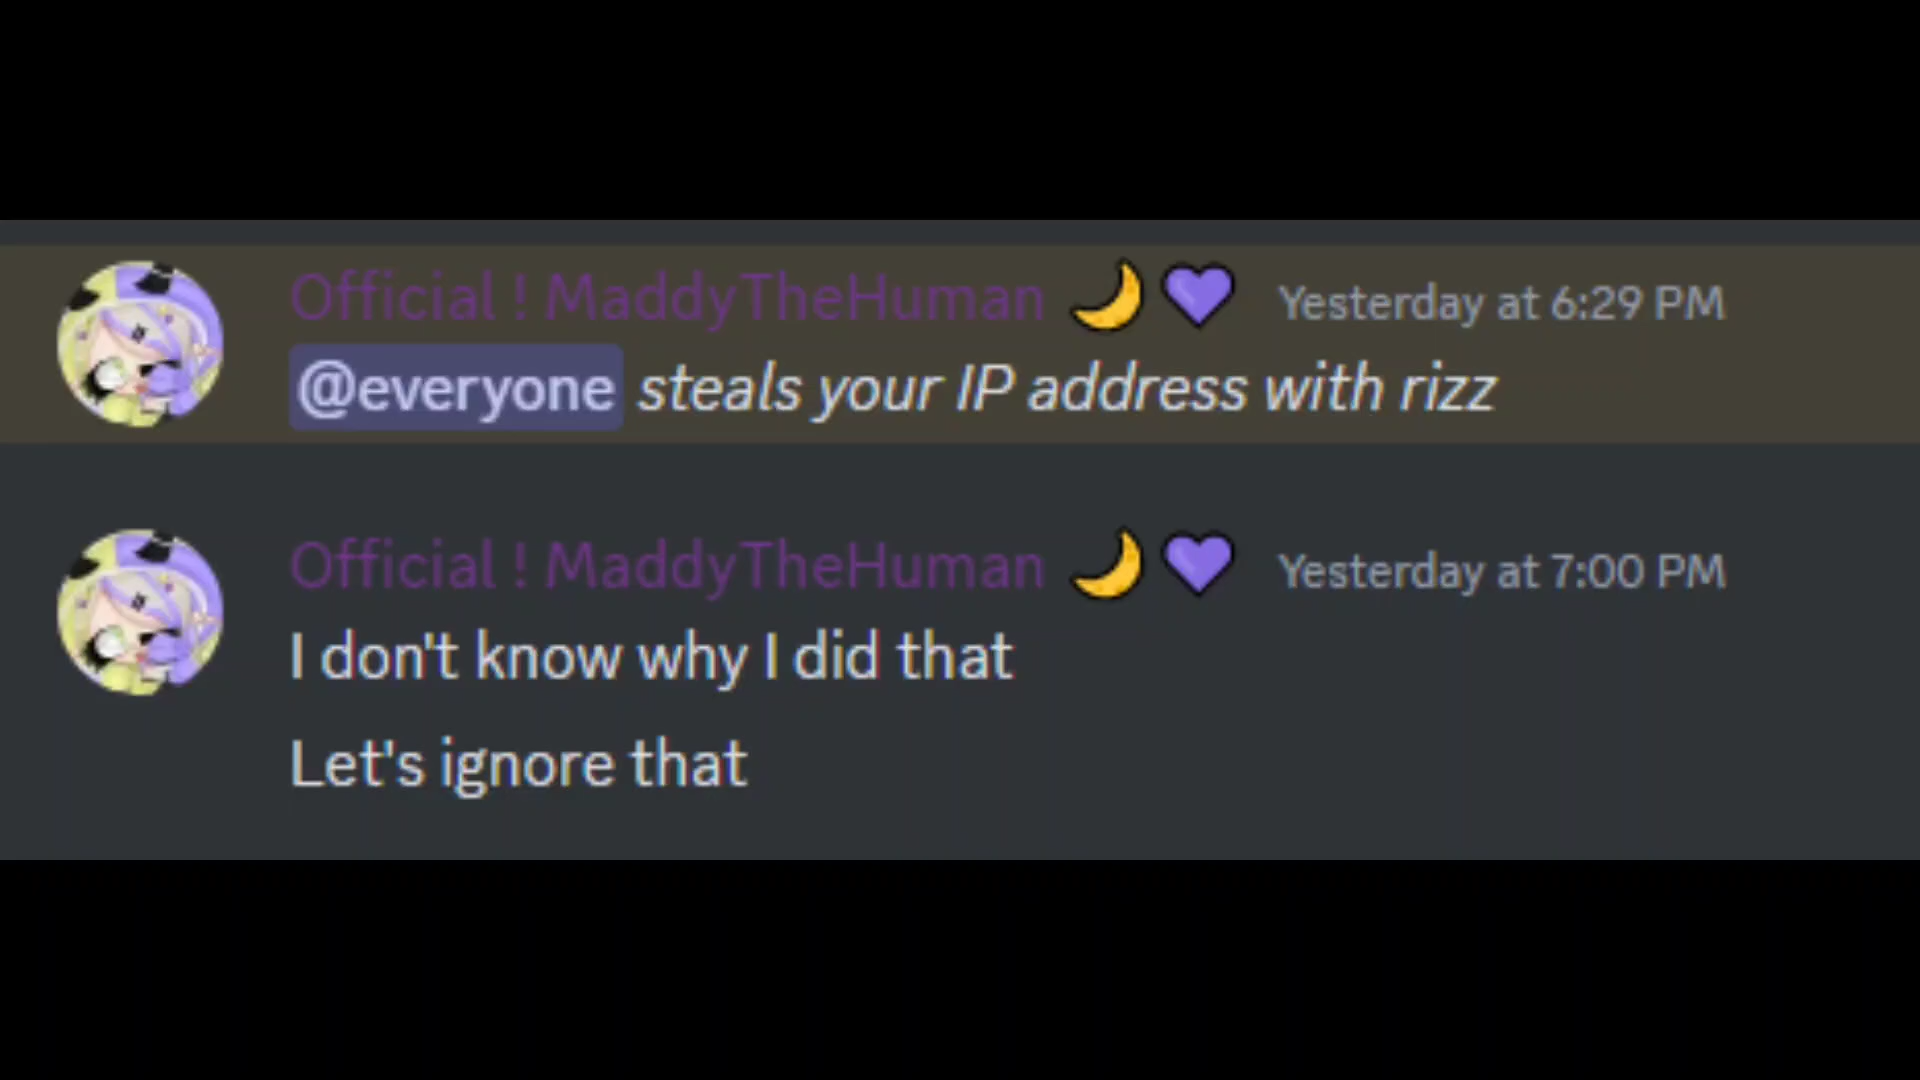 Official ! MaddyTheHuman 🌙💜 Yesterday at 6:29 PM
@everyone steals your IP address with rizz
Official ! MaddyTheHuman 🌙💜 Yesterday at 7:00 PM
I don't know why I did that
Let's ignore that